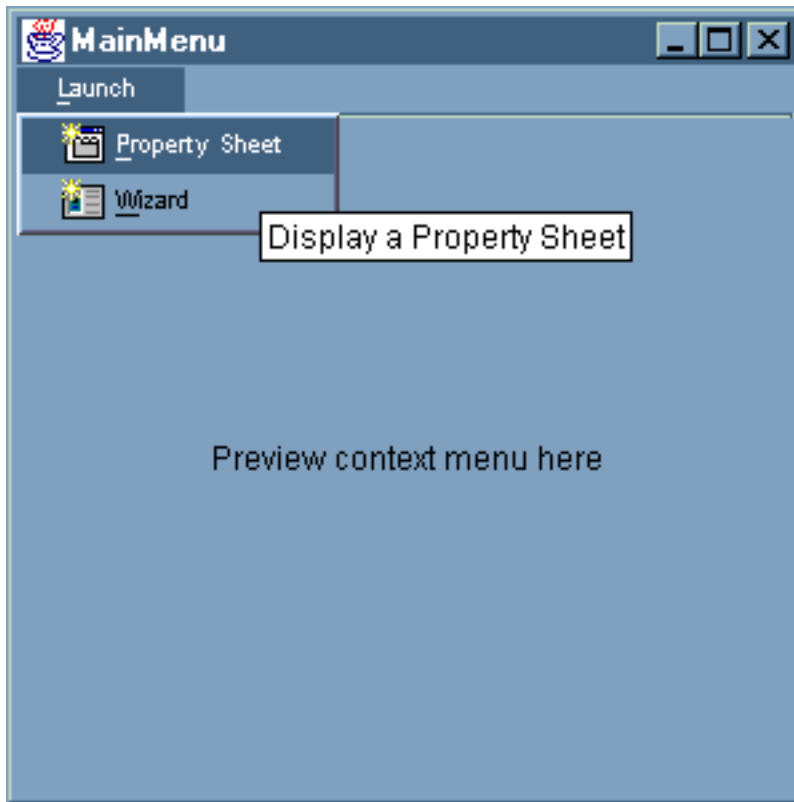 MainMenu
Launch
Property Sheet
Wizard
Display a Property Sheet
Preview context menu here